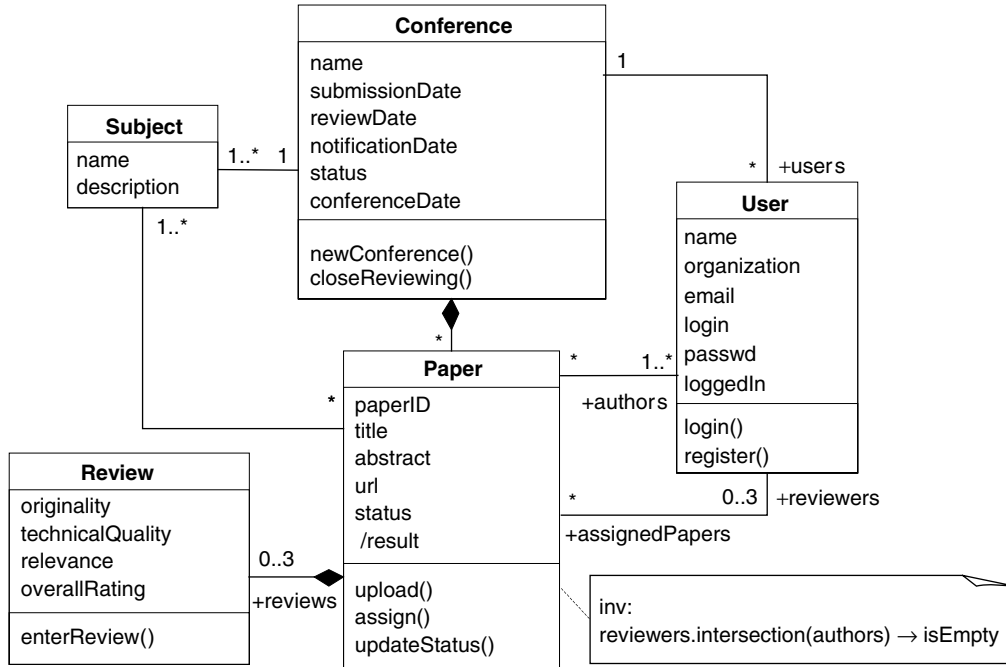 Conference
name
submissionDate
reviewDate
notificationDate
status
conferenceDate
newConference()
closeReviewing()
1
Subject
name
description
1..*
1
1..*
*
+users
User
name
organization
email
login
passwd
loggedIn
login()
register()
*
Paper
paperID
title
abstract
url
status
/result
upload()
assign()
updateStatus()
*
*
1..*
+authors
*
0..3
+reviewers
+assignedPapers
Review
originality
technicalQuality
relevance
overallRating
enterReview()
0..3
+reviews
inv:
reviewers.intersection(authors) → isEmpty